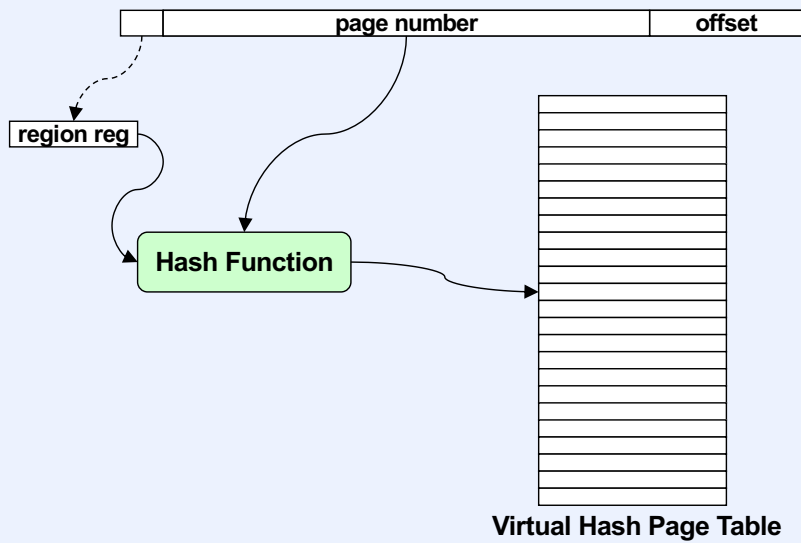 page number
offset
region reg
Hash Function
Virtual Hash Page Table